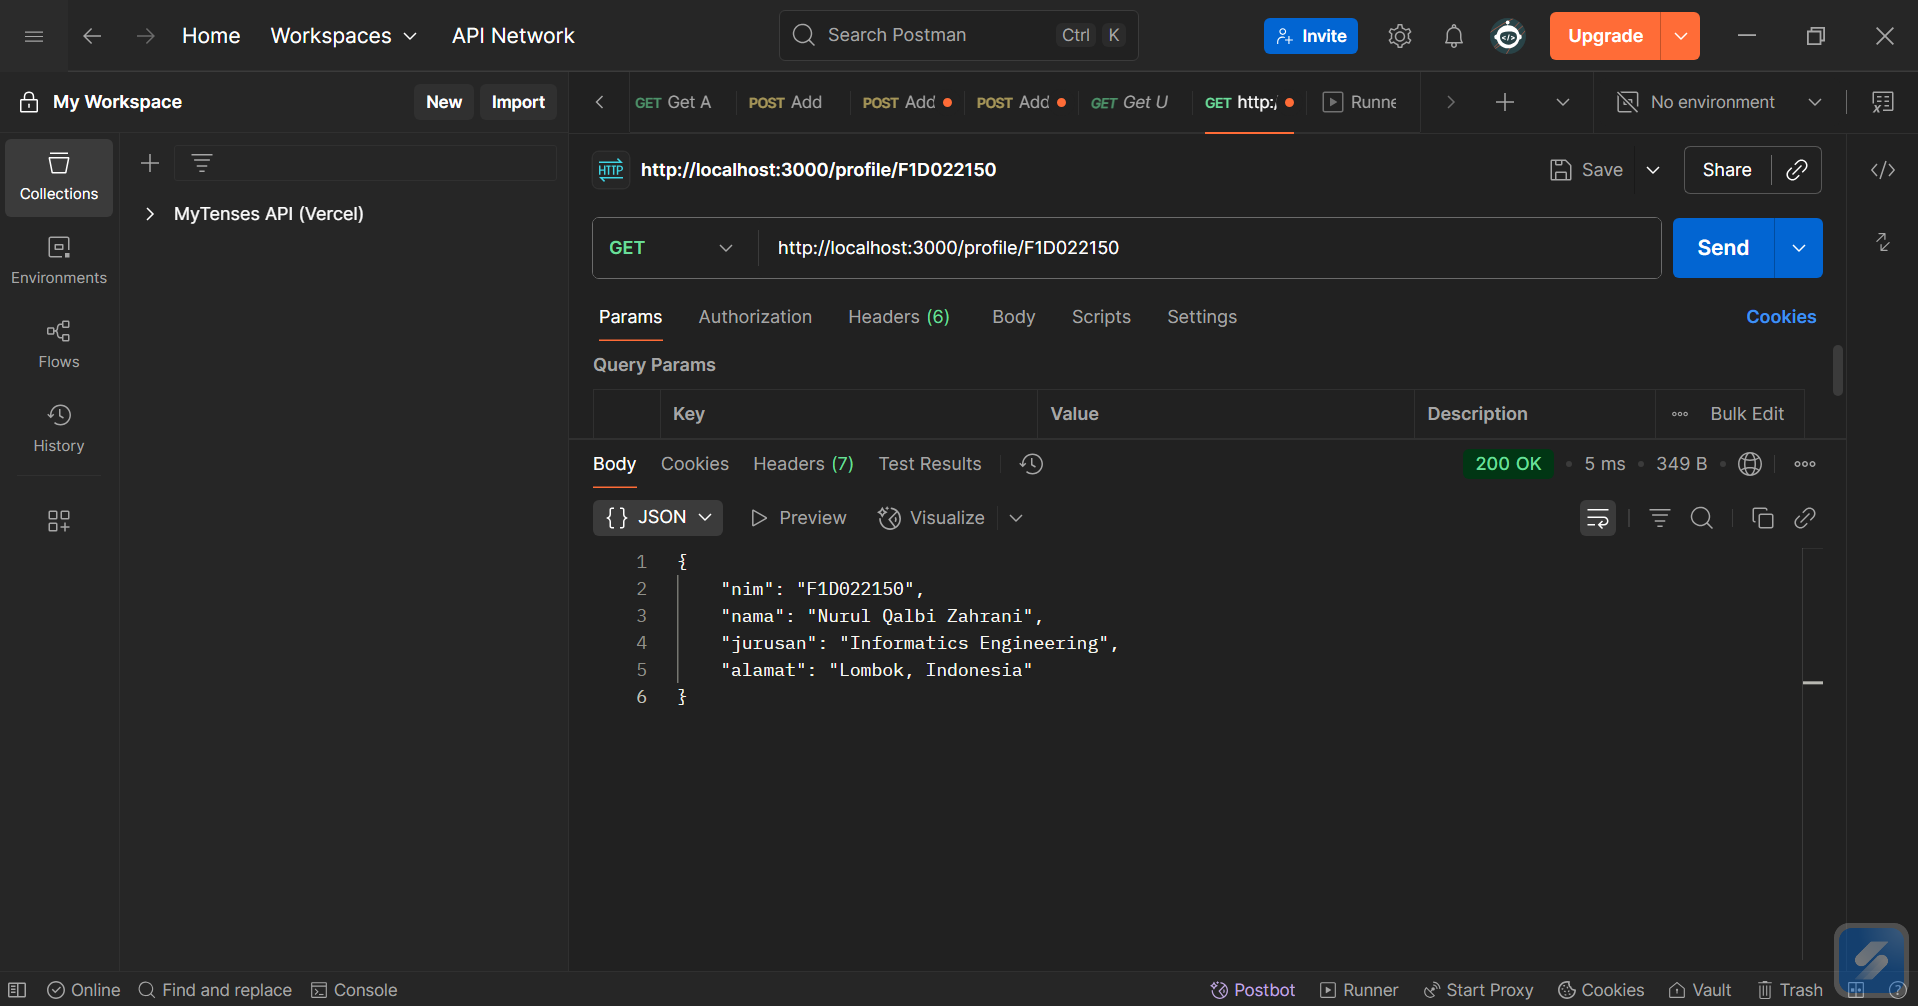 Home Workspaces API Network Search Postman Ctrl K Invite Upgrade
My Workspace New Import
GET Get A POST Add POST Add POST Add GET Get U GET http:/ Runne No environment
Collections
Environments
Flows
History
MyTenses API (Vercel)
HTTP http://localhost:3000/profile/F1D022150 Save Share
GET http://localhost:3000/profile/F1D022150 Send
Params Authorization Headers (6) Body Scripts Settings Cookies
Query Params
Key Value Description Bulk Edit
Body Cookies Headers (7) Test Results 200 OK • 5 ms • 349 B •
{} JSON Preview Visualize
1 {
2 "nim": "F1D022150",
3 "nama": "Nurul Qalbi Zahrani",
4 "jurusan": "Informatics Engineering",
5 "alamat": "Lombok, Indonesia"
6 }
Online Find and replace Console Postbot Runner Start Proxy Cookies Vault Trash